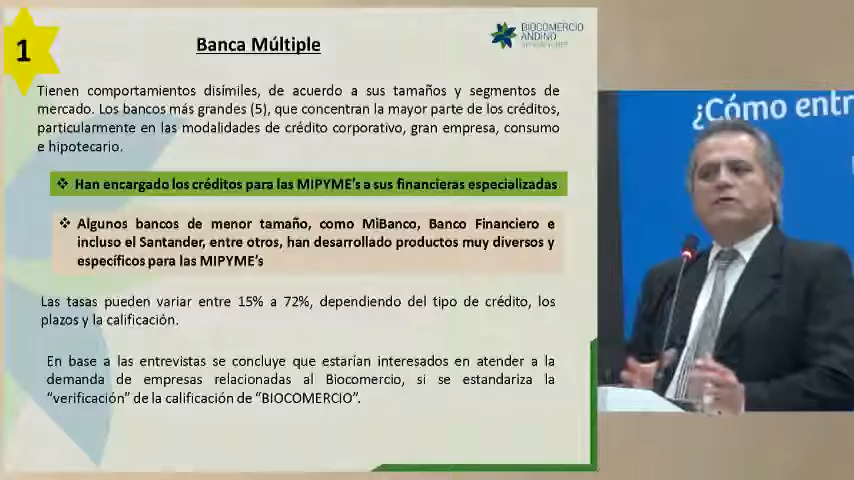 1
Banca Múltiple
BIOCOMERCIO
ANDINO
Tienen comportamientos disímiles, de acuerdo a sus tamaños y segmentos de
mercado. Los bancos más grandes (5), que concentran la mayor parte de los créditos,
particularmente en las modalidades de crédito corporativo, gran empresa, consumo
e hipotecario.
❖ Han encargado los créditos para las MIPYME's a sus financieras especializadas
❖ Algunos bancos de menor tamaño, como MiBanco, Banco Financiero e
incluso el Santander, entre otros, han desarrollado productos muy diversos y
específicos para las MIPYME's
Las tasas pueden variar entre 15% a 72%, dependiendo del tipo de crédito, los
plazos y la calificación.
En base a las entrevistas se concluye que estarían interesados en atender a la
demanda de empresas relacionadas al Biocomercio, si se estandariza la
"verificación" de la calificación de "BIOCOMERCIO".
¿Cómo entr